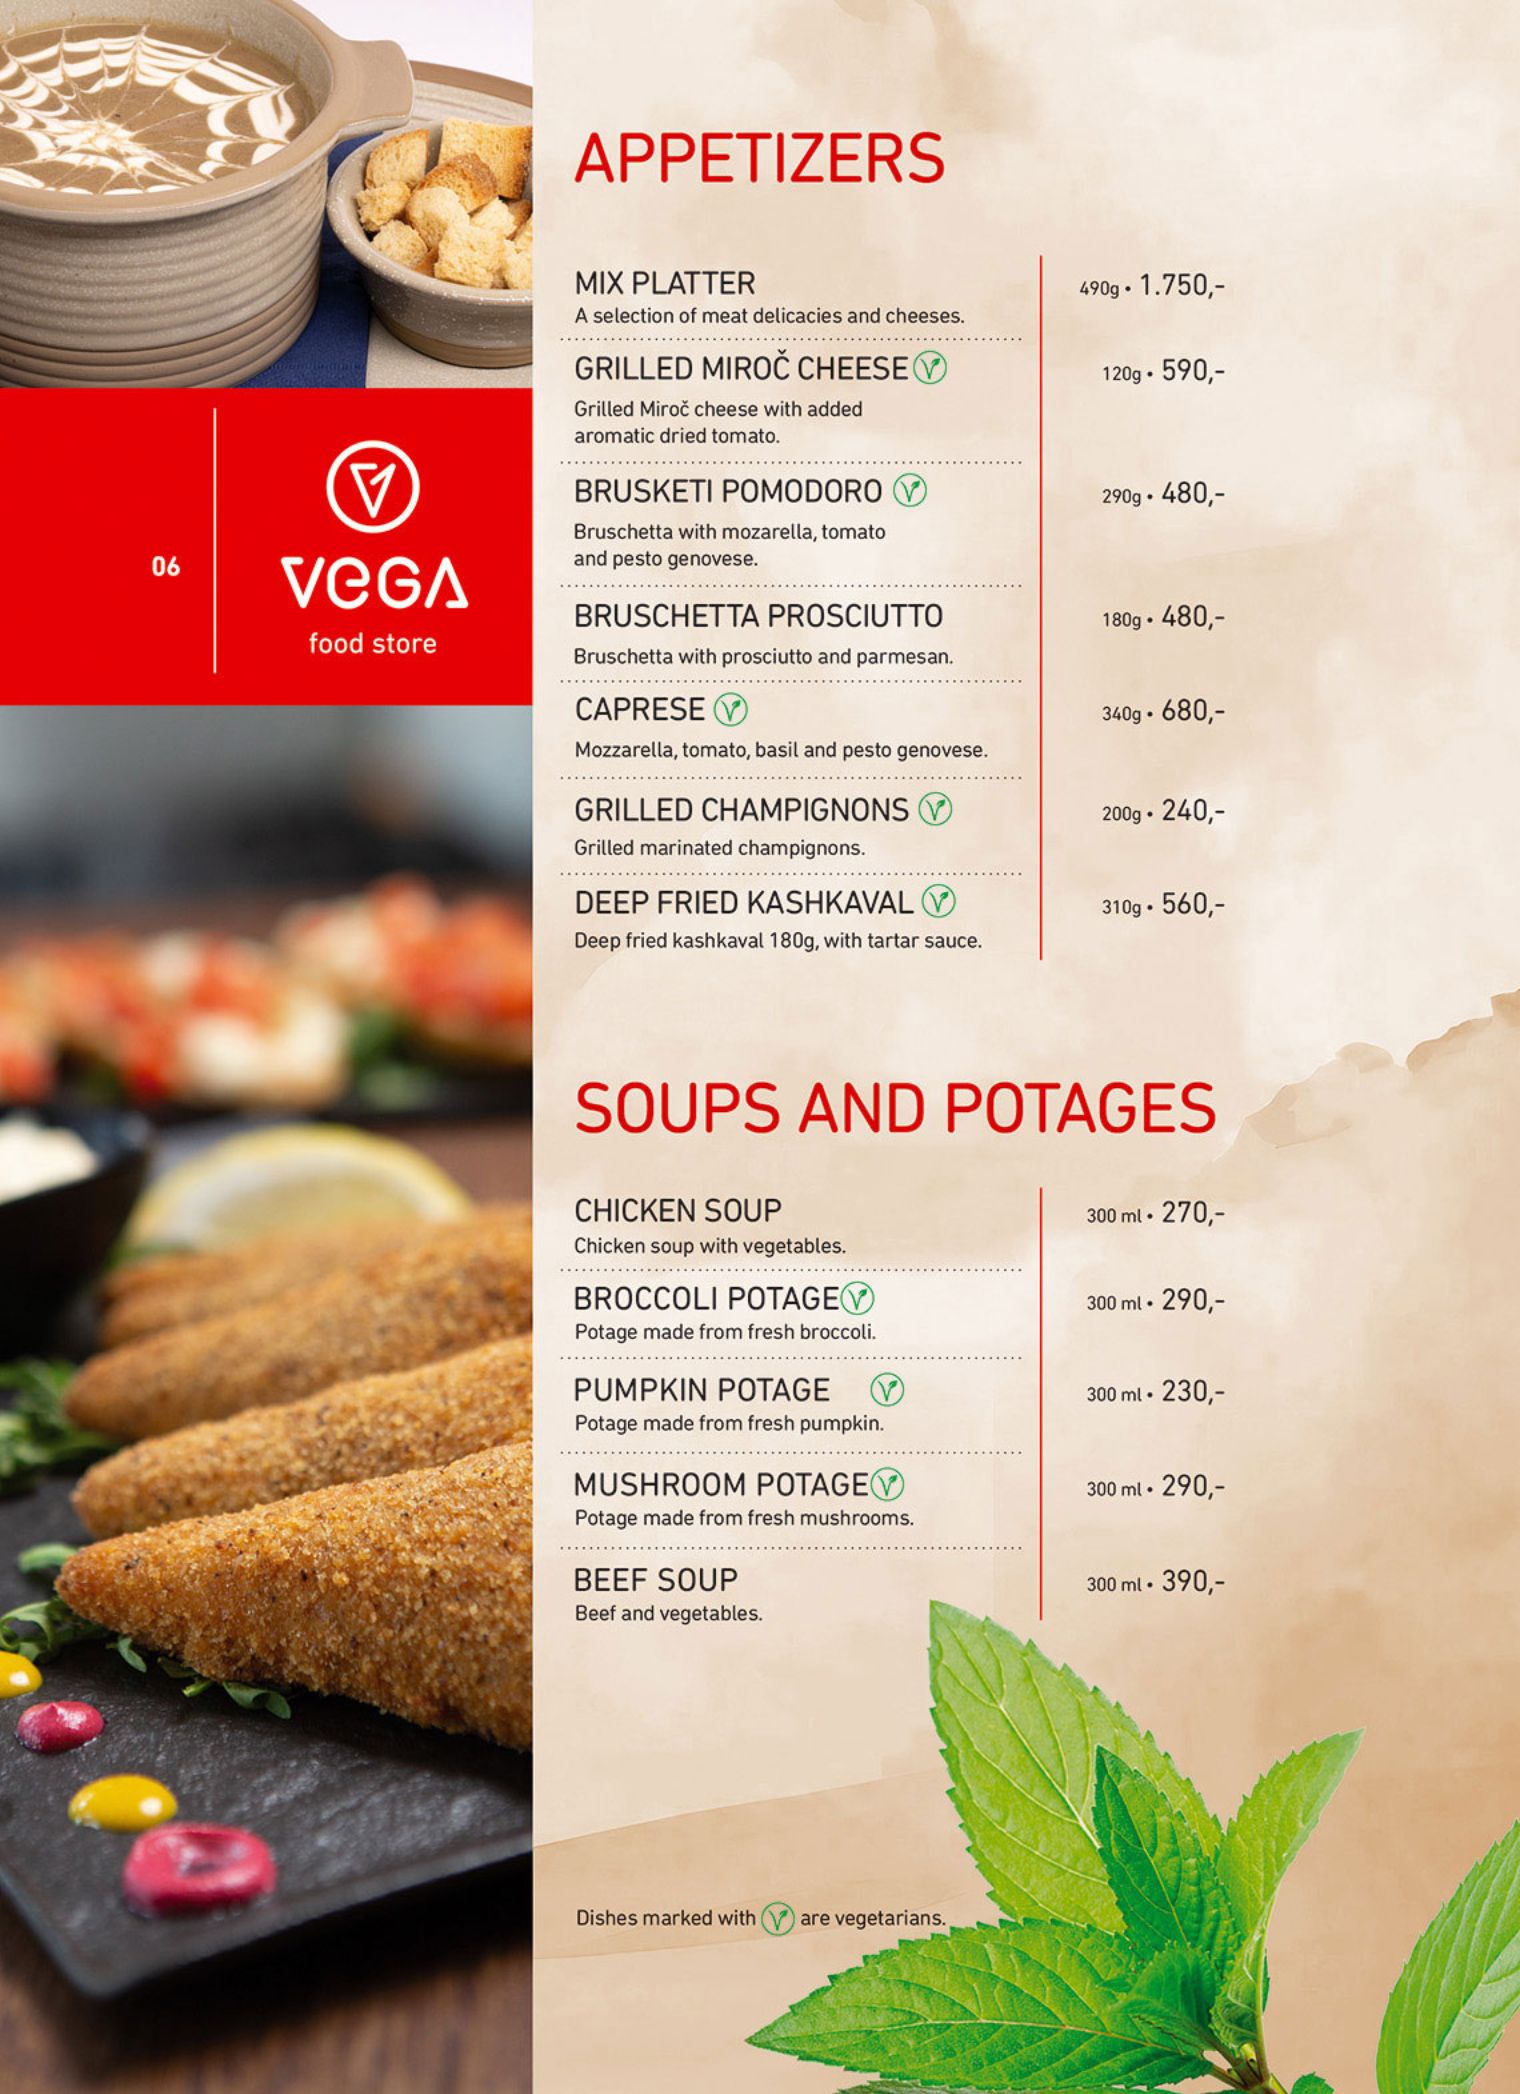 06
VEGA
food store
APPETIZERS
MIX PLATTER 490g • 1.750,-
A selection of meat delicacies and cheeses.
GRILLED MIROČ CHEESE 120g • 590,-
Grilled Miroč cheese with added
aromatic dried tomato.
BRUSKETI POMODORO 290g • 480,-
Bruschetta with mozarella, tomato
and pesto genovese.
BRUSCHETTA PROSCIUTTO 180g • 480,-
Bruschetta with prosciutto and parmesan.
CAPRESE 340g • 680,-
Mozzarella, tomato, basil and pesto genovese.
GRILLED CHAMPIGNONS 200g • 240,-
Grilled marinated champignons.
DEEP FRIED KASHKAVAL 310g • 560,-
Deep fried kashkaval 180g, with tartar sauce.
SOUPS AND POTAGES
CHICKEN SOUP 300 ml • 270,-
Chicken soup with vegetables.
BROCCOLI POTAGE 300 ml • 290,-
Potage made from fresh broccoli.
PUMPKIN POTAGE 300 ml • 230,-
Potage made from fresh pumpkin.
MUSHROOM POTAGE 300 ml • 290,-
Potage made from fresh mushrooms.
BEEF SOUP 300 ml • 390,-
Beef and vegetables.
Dishes marked with V are vegetarians.